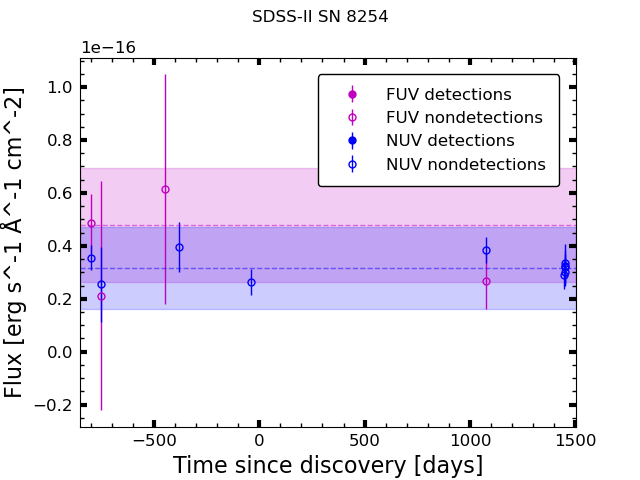 SDSS-II SN 8254
1e−16
FUV detections
FUV nondetections
NUV detections
NUV nondetections
1.0
0.8
0.6
0.4
0.2
0.0
−0.2
Flux [erg s^-1 Å^-1 cm^-2]
−500 0 500 1000 1500
Time since discovery [days]